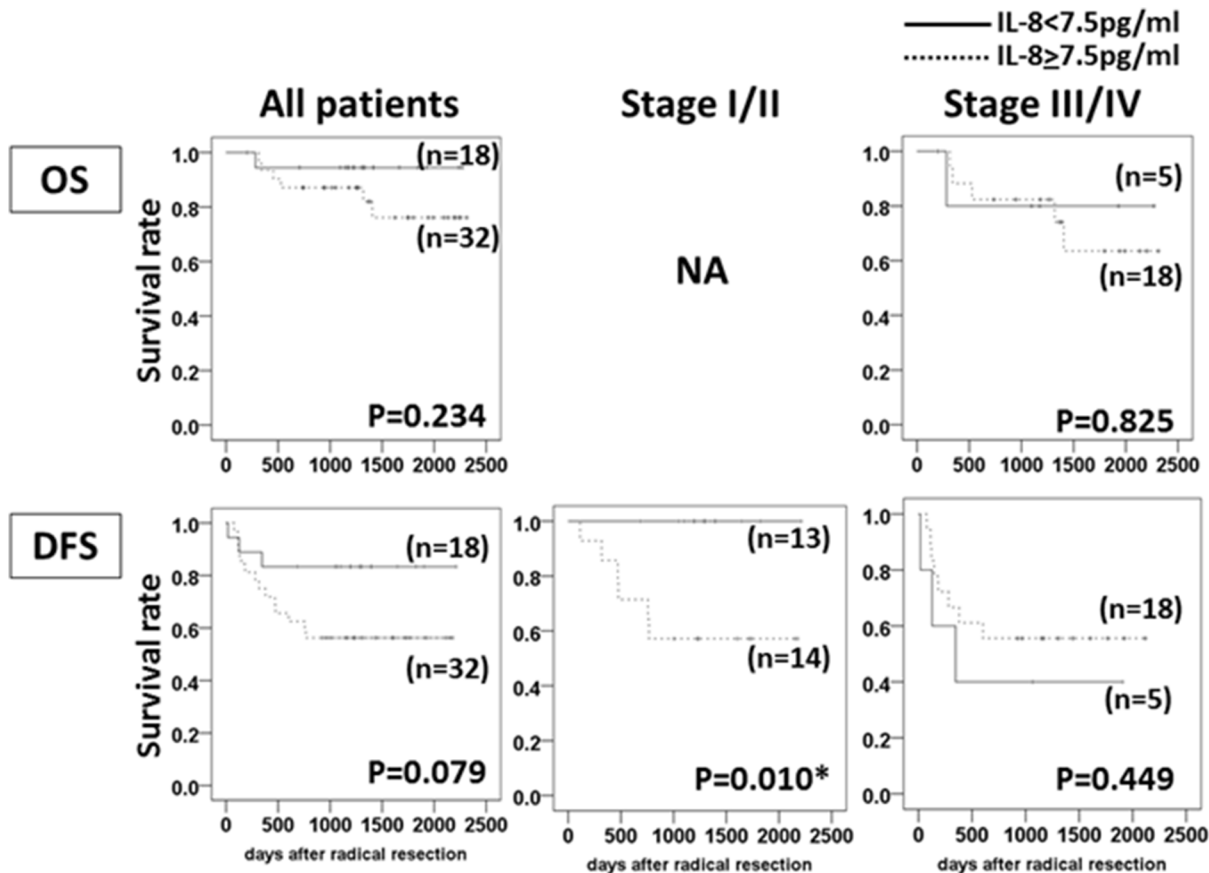 IL-8<7.5pg/ml
IL-8≥7.5pg/ml
All patients
Stage I/II
Stage III/IV
OS
Survival rate
1.0
0.8
0.6
0.4
0.2
0.0
(n=18)
(n=32)
P=0.234
0 500 1000 1500 2000 2500
NA
1.0
0.8
0.6
0.4
0.2
0.0
(n=5)
(n=18)
P=0.825
0 500 1000 1500 2000 2500
DFS
Survival rate
1.0
0.8
0.6
0.4
0.2
0.0
(n=18)
(n=32)
P=0.079
0 500 1000 1500 2000 2500
days after radical resection
1.0
0.8
0.6
0.4
0.2
0.0
(n=13)
(n=14)
P=0.010*
0 500 1000 1500 2000 2500
days after radical resection
1.0
0.8
0.6
0.4
0.2
0.0
(n=18)
(n=5)
P=0.449
0 500 1000 1500 2000 2500
days after radical resection